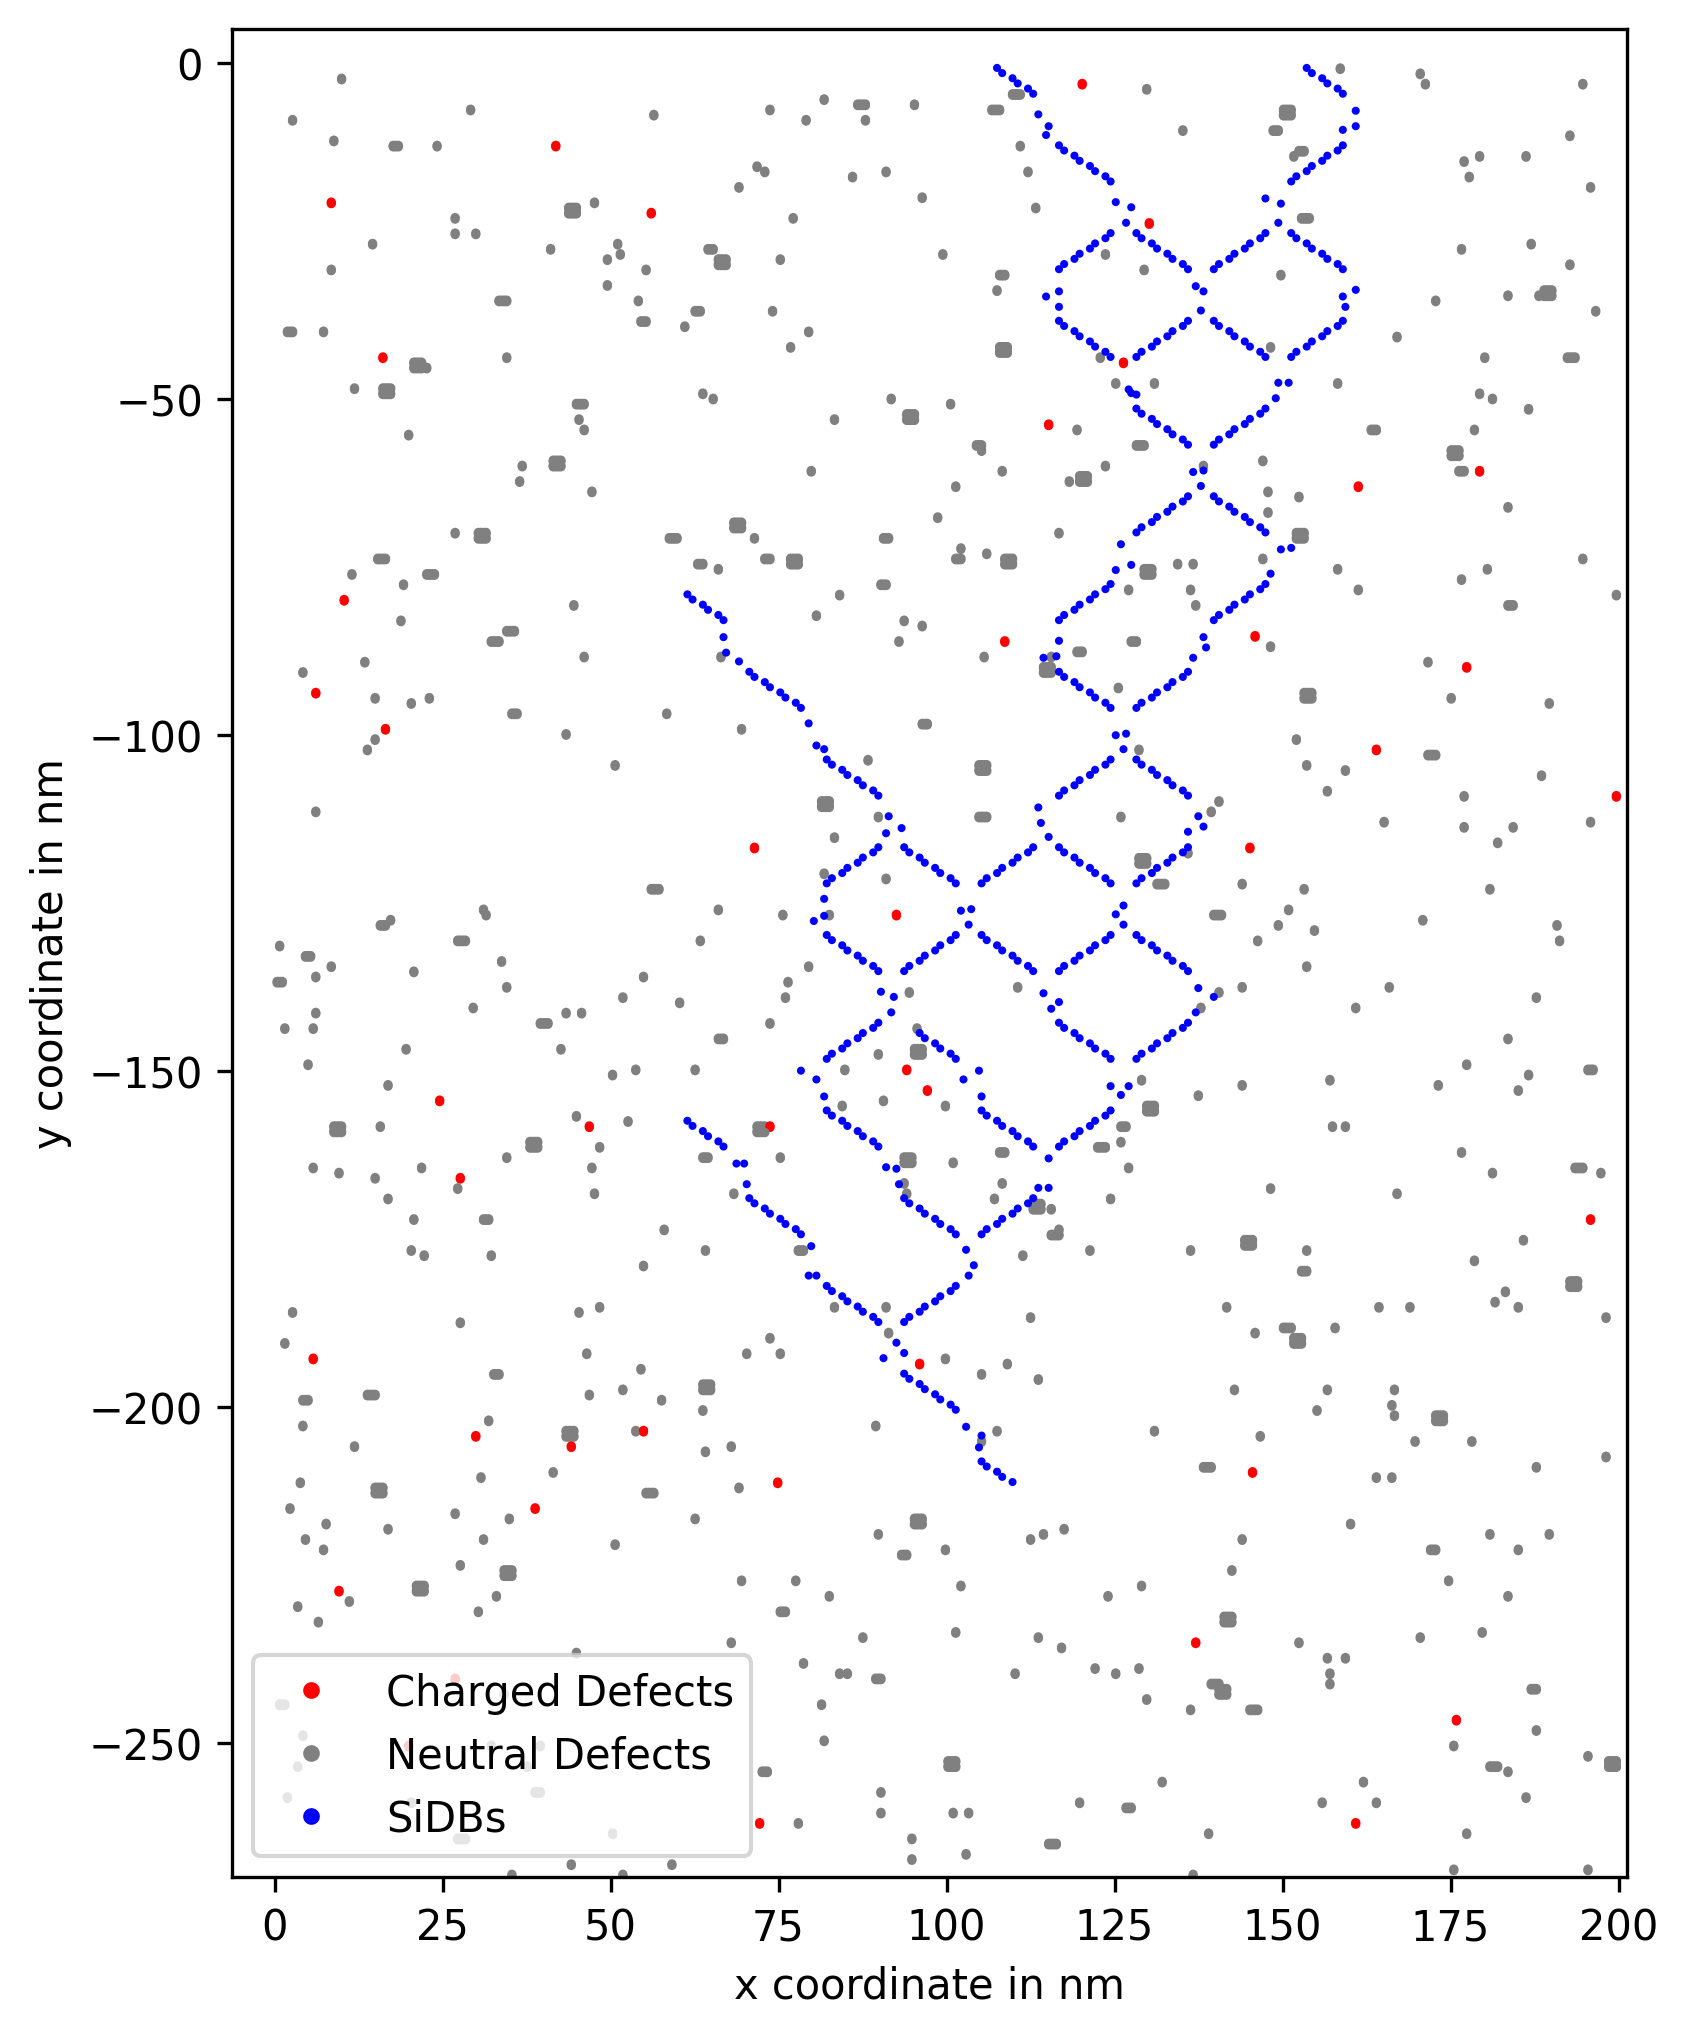 0
−50
−100
−150
−200
−250
y coordinate in nm
Charged Defects
Neutral Defects
SiDBs
0 25 50 75 100 125 150 175 200
x coordinate in nm